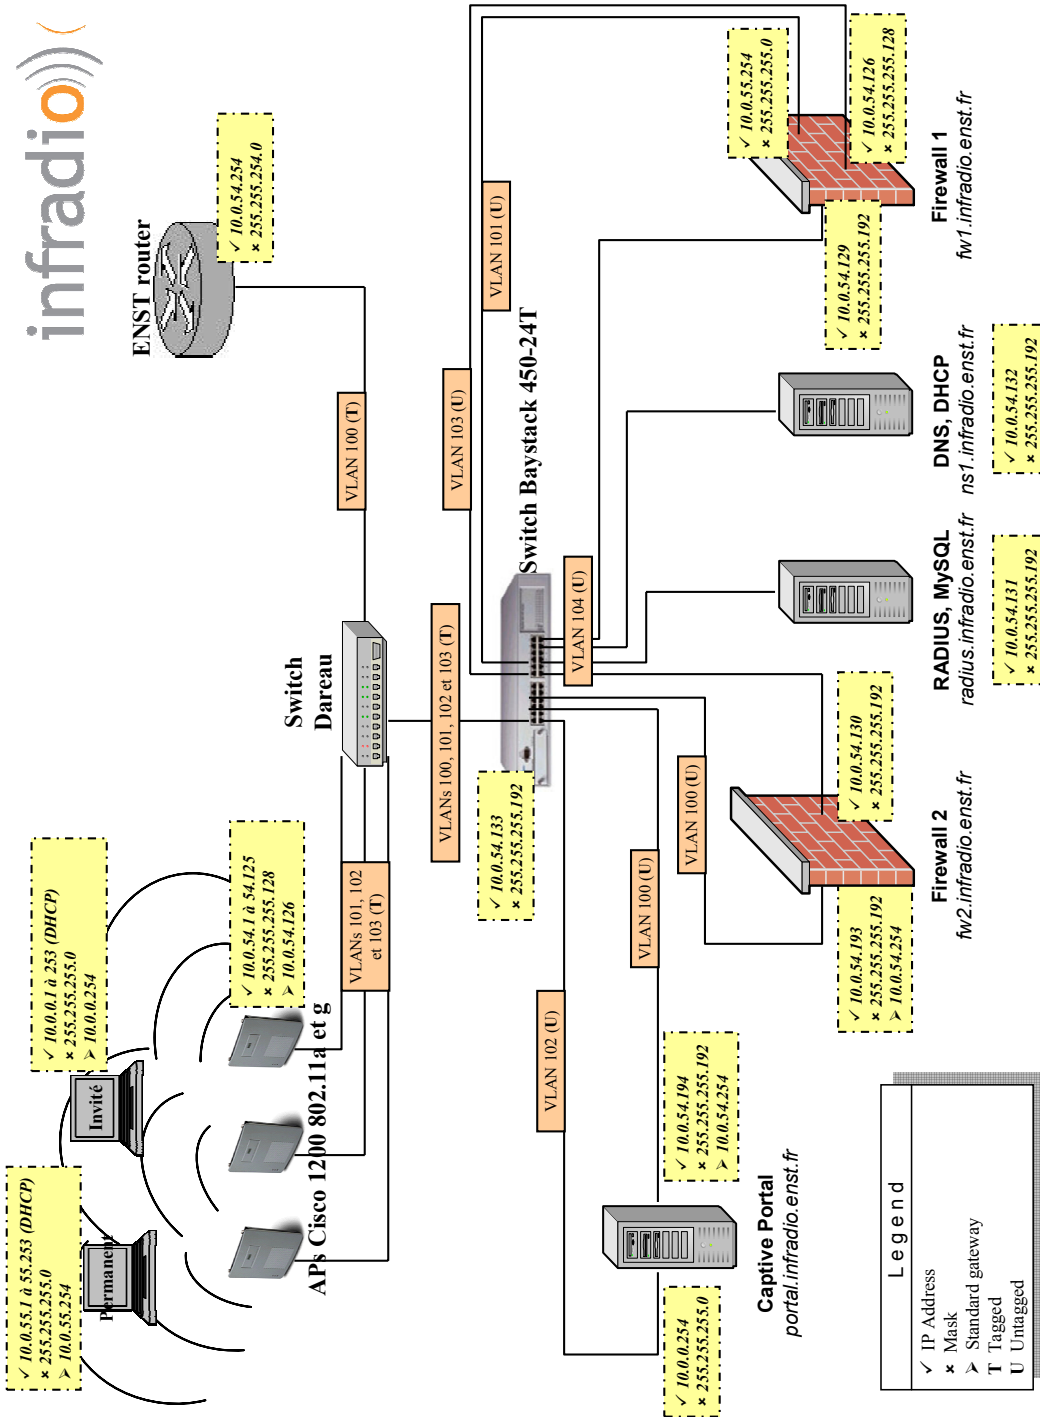 infradio
✓ 10.0.55.1 à 55.253 (DHCP)
× 255.255.255.0
➢ 10.0.55.254
Permanent
✓ 10.0.0.1 à 253 (DHCP)
× 255.255.255.0
➢ 10.0.0.254
Invité
✓ 10.0.54.1 à 54.125
× 255.255.255.128
➢ 10.0.54.126
APs Cisco 1200 802.11a et g
VLANs 101, 102
et 103 (T)
Switch
Dareau
VLAN 100 (T)
ENST router
✓ 10.0.54.254
× 255.255.254.0
VLANs 100, 101, 102 et 103 (T)
VLAN 103 (U)
VLAN 101 (U)
✓ 10.0.54.133
× 255.255.255.192
Switch Baystack 450-24T
VLAN 102 (U)
VLAN 100 (U)
VLAN 100 (U)
VLAN 104 (U)
✓ 10.0.0.254
× 255.255.255.0
✓ 10.0.54.194
× 255.255.255.192
➢ 10.0.54.254
Captive Portal
portal.infradio.enst.fr
✓ 10.0.54.193
× 255.255.255.192
➢ 10.0.54.254
✓ 10.0.54.130
× 255.255.255.192
Firewall 2
fw2.infradio.enst.fr
RADIUS, MySQL
radius.infradio.enst.fr
✓ 10.0.54.131
× 255.255.255.192
DNS, DHCP
ns1.infradio.enst.fr
✓ 10.0.54.132
× 255.255.255.192
✓ 10.0.54.129
× 255.255.255.192
✓ 10.0.55.254
× 255.255.255.0
✓ 10.0.54.126
× 255.255.255.128
Firewall 1
fw1.infradio.enst.fr
Legend
✓ IP Address
× Mask
➢ Standard gateway
T Tagged
U Untagged